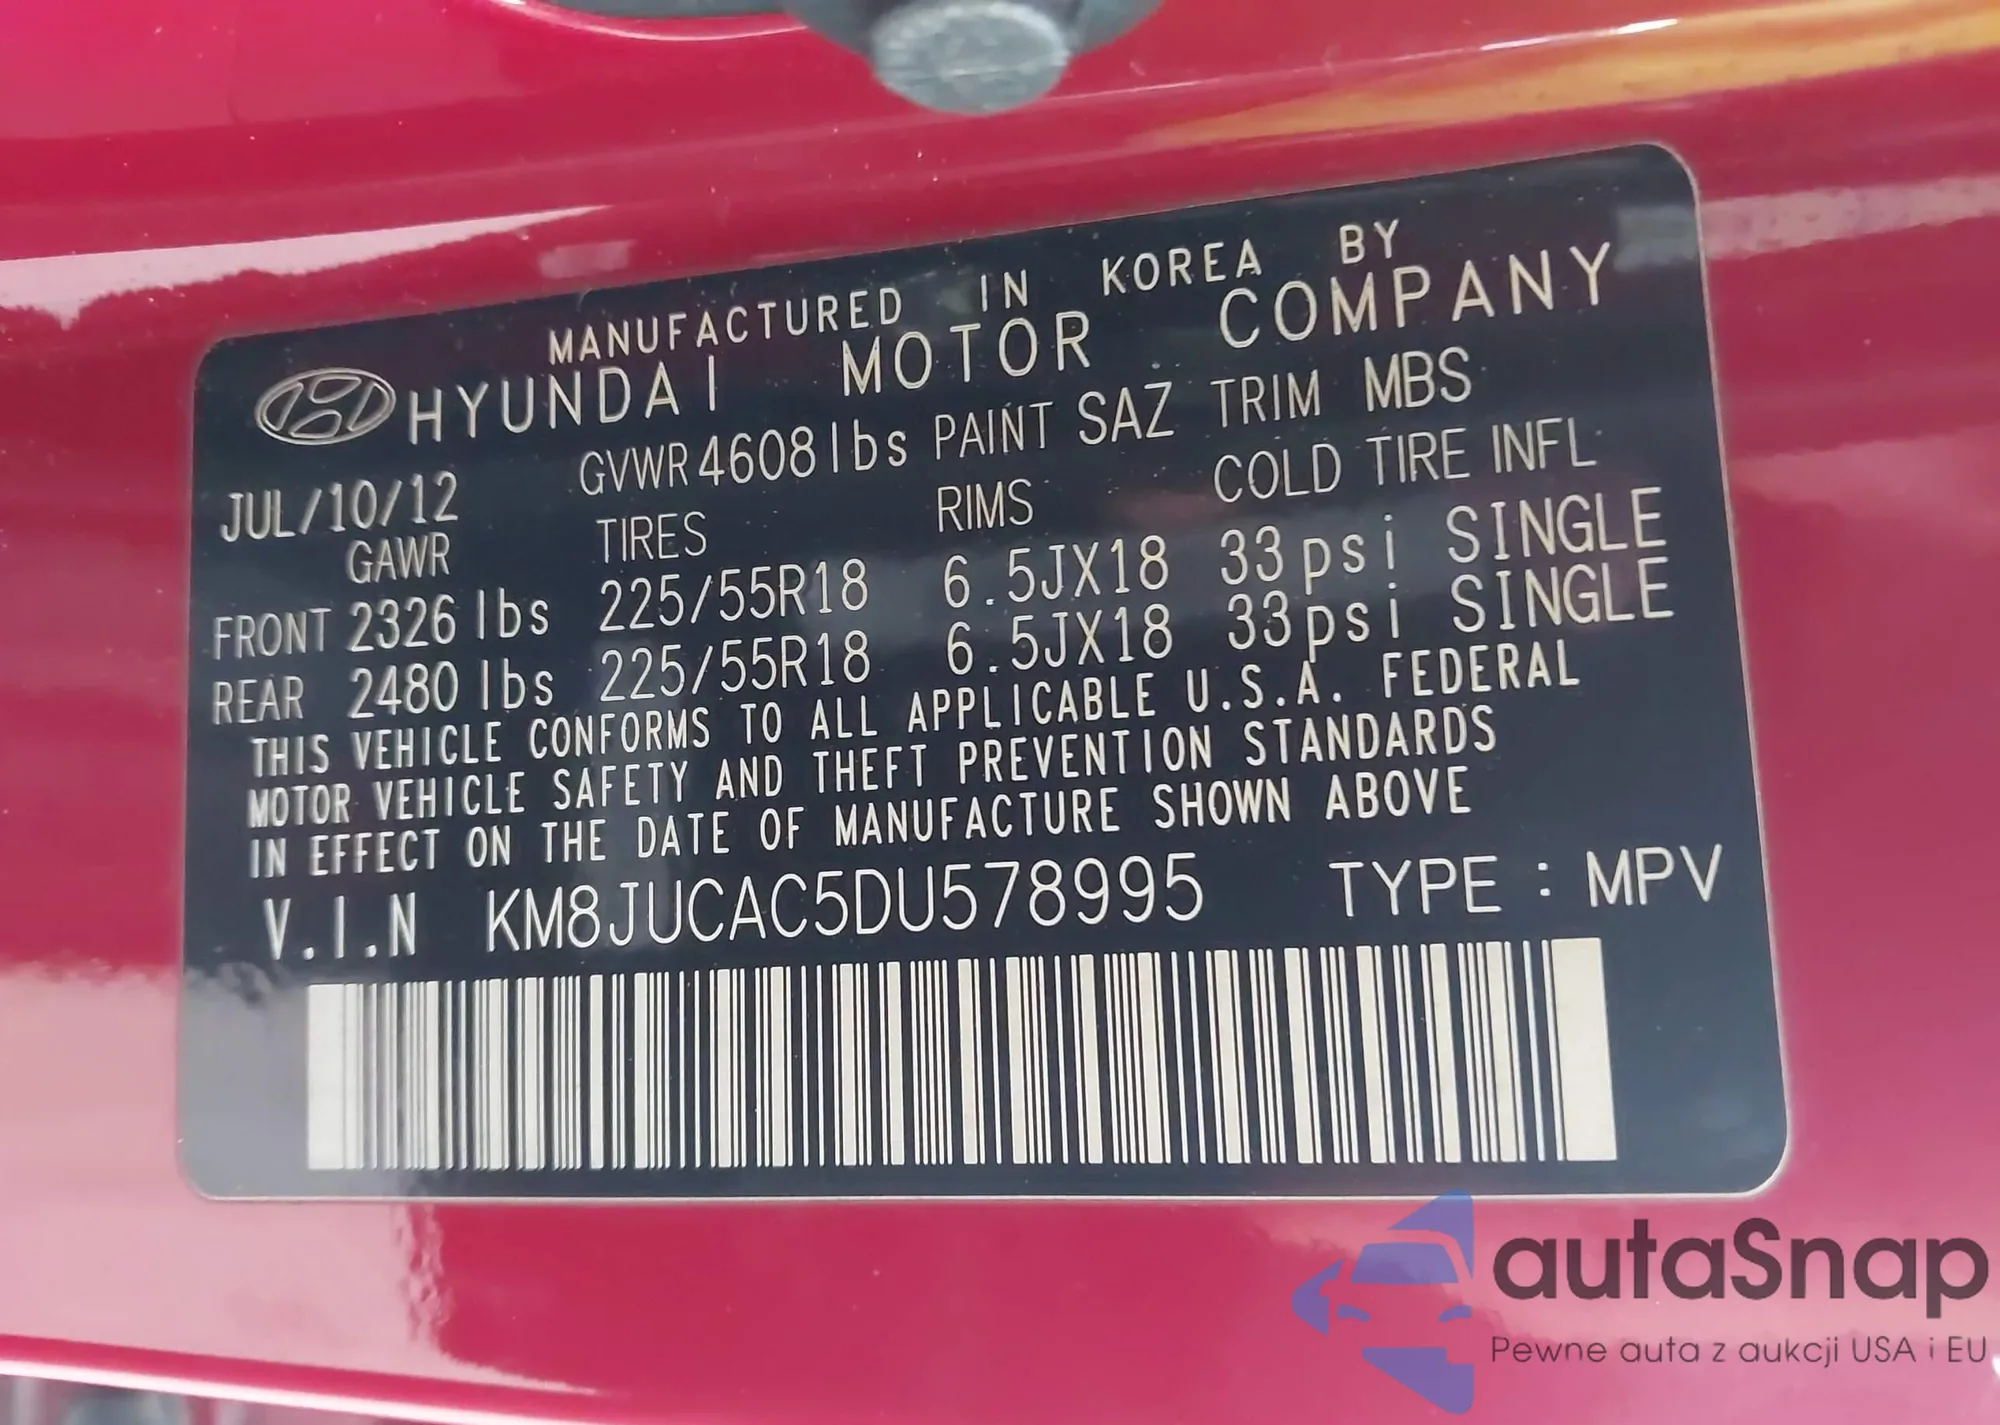 MANUFACTURED IN KOREA BY
HYUNDAI MOTOR COMPANY
JUL/10/12 GVWR 4608 lbs PAINT SAZ TRIM MBS
GAWR TIRES RIMS COLD TIRE INFL.
FRONT 2326 lbs 225/55R18 6.5JX18 33psi SINGLE
REAR 2480 lbs 225/55R18 6.5JX18 33psi SINGLE
THIS VEHICLE CONFORMS TO ALL APPLICABLE U.S.A. FEDERAL
MOTOR VEHICLE SAFETY AND THEFT PREVENTION STANDARDS
IN EFFECT ON THE DATE OF MANUFACTURE SHOWN ABOVE
V.I.N KM8JUCAC5DU578995 TYPE : MPV
autaSnap
Pewne auta z aukcji USA i EU